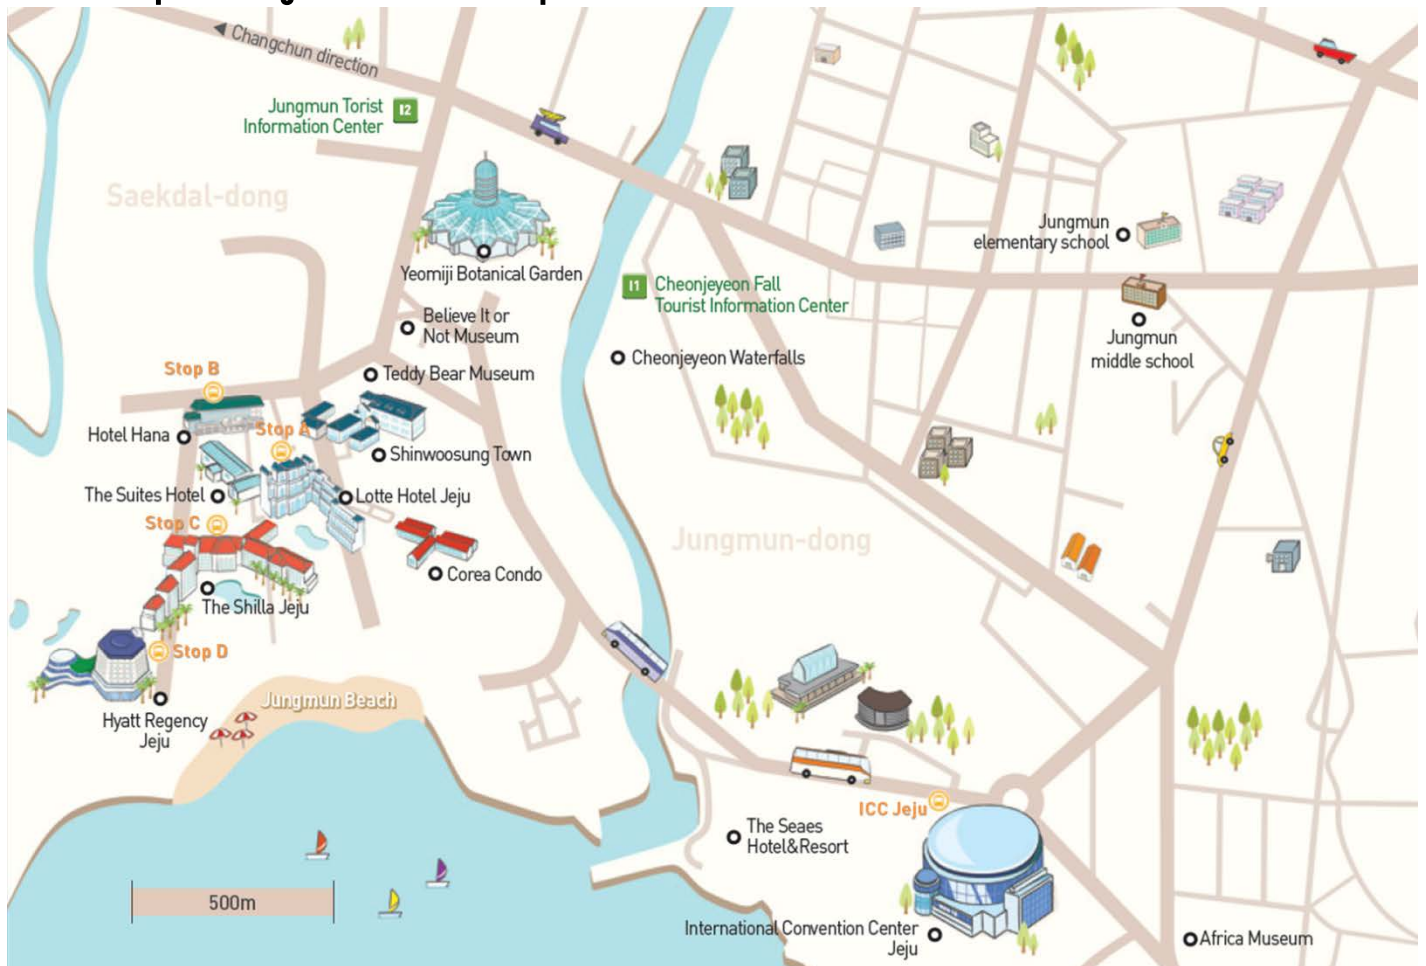 Changchun direction
Jungmun Torist
Information Center
i2
Saekdal-dong
Yeomiji Botanical Garden
Jungmun
elementary school
i1
Cheonjeyeon Fall
Tourist Information Center
Believe It or
Not Museum
Cheonjeyeon Waterfalls
Jungmun
middle school
Stop B
Teddy Bear Museum
Hotel Hana
Stop A
Shinwoosung Town
The Suites Hotel
Lotte Hotel Jeju
Stop C
Jungmun-dong
Corea Condo
The Shilla Jeju
Stop D
Jungmun Beach
Hyatt Regency
Jeju
ICC Jeju
The Seaes
Hotel&Resort
500m
International Convention Center
Jeju
Africa Museum